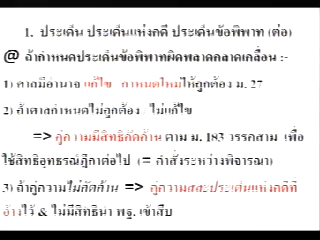 1. ประเด็น ประเด็นแห่งคดี ประเด็นข้อพิพาท (ต่อ)
@ ถ้ากำหนดประเด็นข้อพิพาทผิดพลาดคลาดเคลื่อน :-
1) ศาลมีอำนาจ แก้ไข กำหนดใหม่ให้ถูกต้อง ม. 27
2) ถ้าศาลกำหนดไม่ถูกต้อง / ไม่แก้ไข
=> คู่ความมีสิทธิคัดค้าน ตาม ม. 183 วรรคสาม เพื่อ
ใช้สิทธิอุทธรณ์ฎีกาต่อไป (= คำสั่งระหว่างพิจารณา)
3) ถ้าคู่ความไม่คัดค้าน => คู่ความสละประเด็นแห่งคดีที่
อ้างไว้ & ไม่มีสิทธินำ พฐ. เข้าสืบ